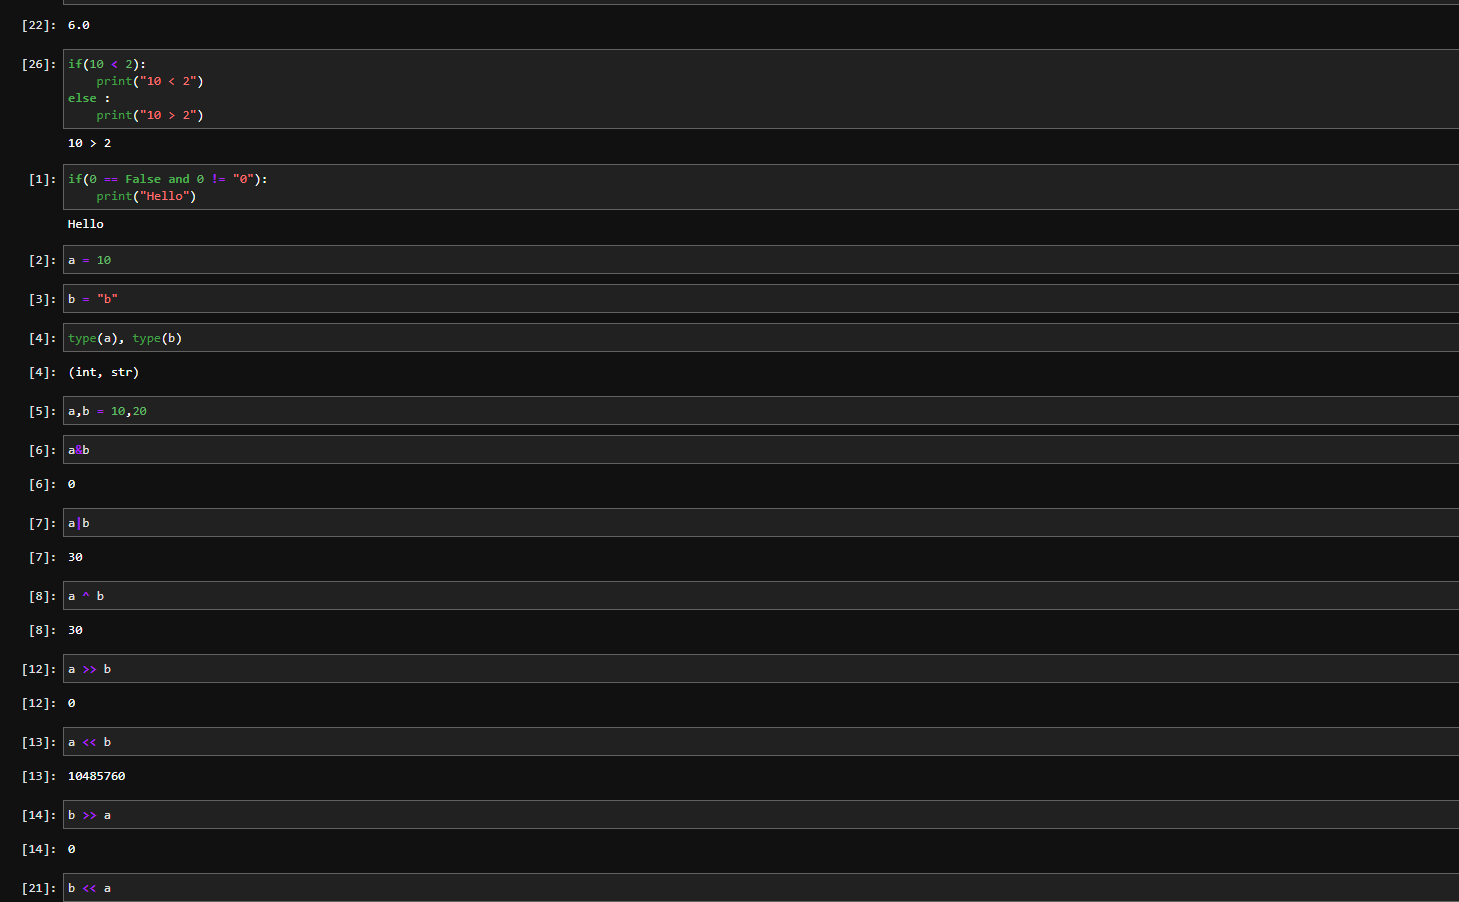 [22]: 6.0
[26]: if(10 < 2):
    print("10 < 2")
else :
    print("10 > 2")
10 > 2
[1]: if(0 == False and 0 != "0"):
    print("Hello")
Hello
[2]: a = 10
[3]: b = "b"
[4]: type(a), type(b)
[4]: (int, str)
[5]: a,b = 10,20
[6]: a&b
[6]: 0
[7]: a|b
[7]: 30
[8]: a ^ b
[8]: 30
[12]: a >> b
[12]: 0
[13]: a << b
[13]: 10485760
[14]: b >> a
[14]: 0
[21]: b << a